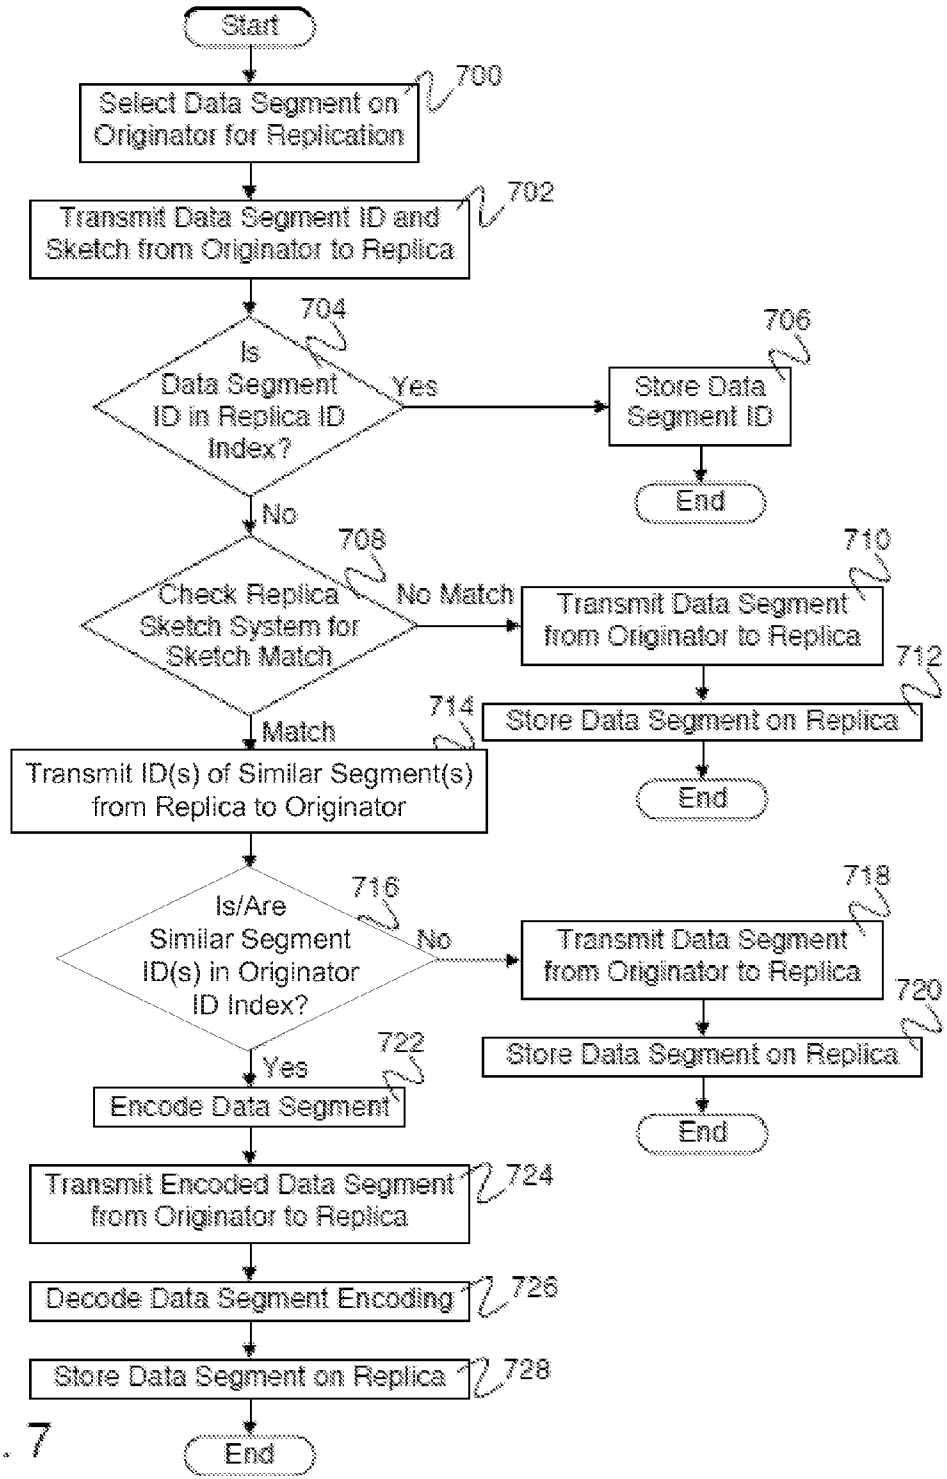 Start
700
Select Data Segment on
Originator for Replication
702
Transmit Data Segment ID and
Sketch from Originator to Replica
704
Is
Data Segment
ID in Replica ID
Index?
Yes
706
Store Data
Segment ID
End
No
708
Check Replica
Sketch System for
Sketch Match
No Match
710
Transmit Data Segment
from Originator to Replica
712
Store Data Segment on Replica
End
Match
714
Transmit ID(s) of Similar Segment(s)
from Replica to Originator
716
Is/Are
Similar Segment
ID(s) in Originator
ID Index?
No
718
Transmit Data Segment
from Originator to Replica
720
Store Data Segment on Replica
End
Yes
722
Encode Data Segment
724
Transmit Encoded Data Segment
from Originator to Replica
726
Decode Data Segment Encoding
728
Store Data Segment on Replica
End
. 7